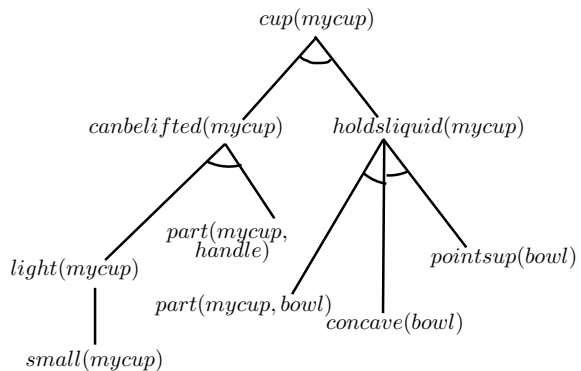 cup(mycup)
canbelifted(mycup)
holdsliquid(mycup)
part(mycup,
handle)
light(mycup)
pointsup(bowl)
part(mycup, bowl)
concave(bowl)
small(mycup)